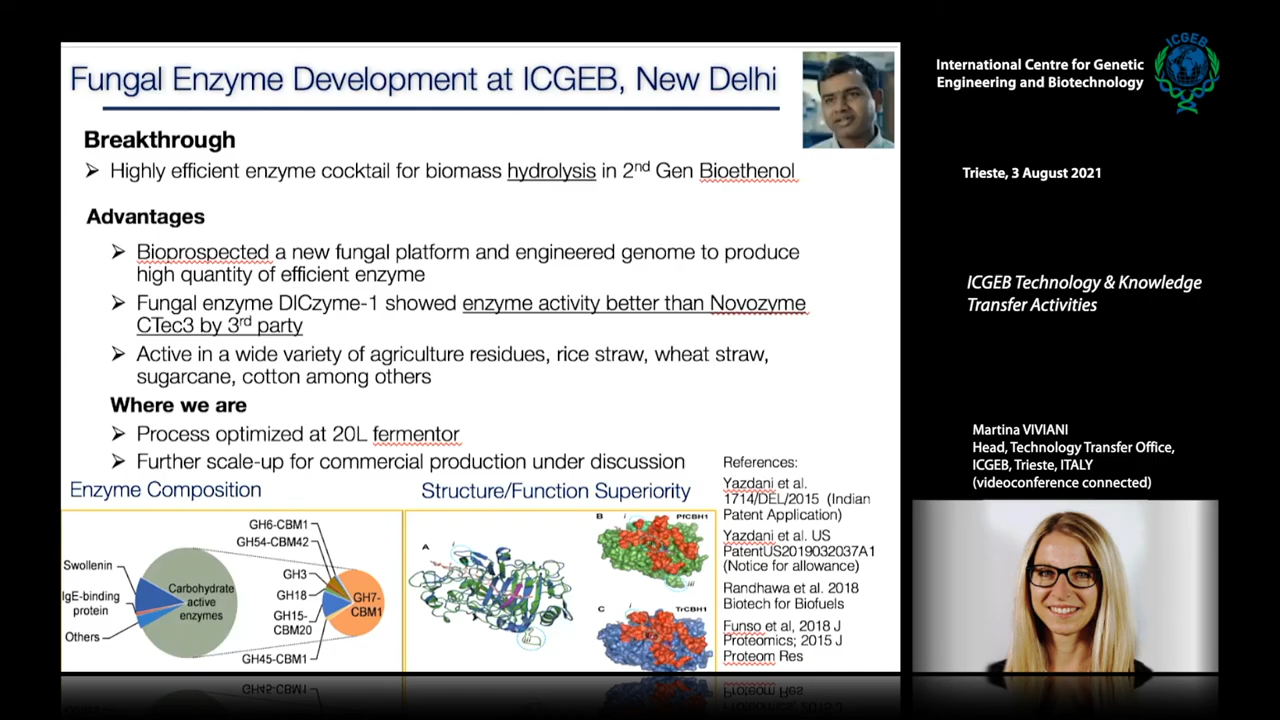 Fungal Enzyme Development at ICGEB, New Delhi
Breakthrough
➢ Highly efficient enzyme cocktail for biomass hydrolysis in 2nd Gen Bioethenol
Advantages
➢ Bioprospected a new fungal platform and engineered genome to produce
high quantity of efficient enzyme
➢ Fungal enzyme DICzyme-1 showed enzyme activity better than Novozyme
CTec3 by 3rd party
➢ Active in a wide variety of agriculture residues, rice straw, wheat straw,
sugarcane, cotton among others
Where we are
➢ Process optimized at 20L fermentor
➢ Further scale-up for commercial production under discussion
Enzyme Composition
Swollenin
IgE-binding
protein
Others
Carbohydrate
active
enzymes
GH6-CBM1
GH54-CBM42
GH3
GH18
GH15-
CBM20
GH45-CBM1
GH7-
CBM1
Structure/Function Superiority
A
i
B
i
PfCBH1
iii
C
i
TrCBH1
References:
Yazdani et al.
1714/DEL/2015 (Indian
Patent Application)
Yazdani et al. US
PatentUS2019032037A1
(Notice for allowance)
Randhawa et al. 2018
Biotech for Biofuels
Funso et al, 2018 J
Proteomics; 2015 J
Proteom Res
International Centre for Genetic
Engineering and Biotechnology
ICGEB
Trieste, 3 August 2021
ICGEB Technology & Knowledge
Transfer Activities
Martina VIVIANI
Head, Technology Transfer Office,
ICGEB, Trieste, ITALY
(videoconference connected)